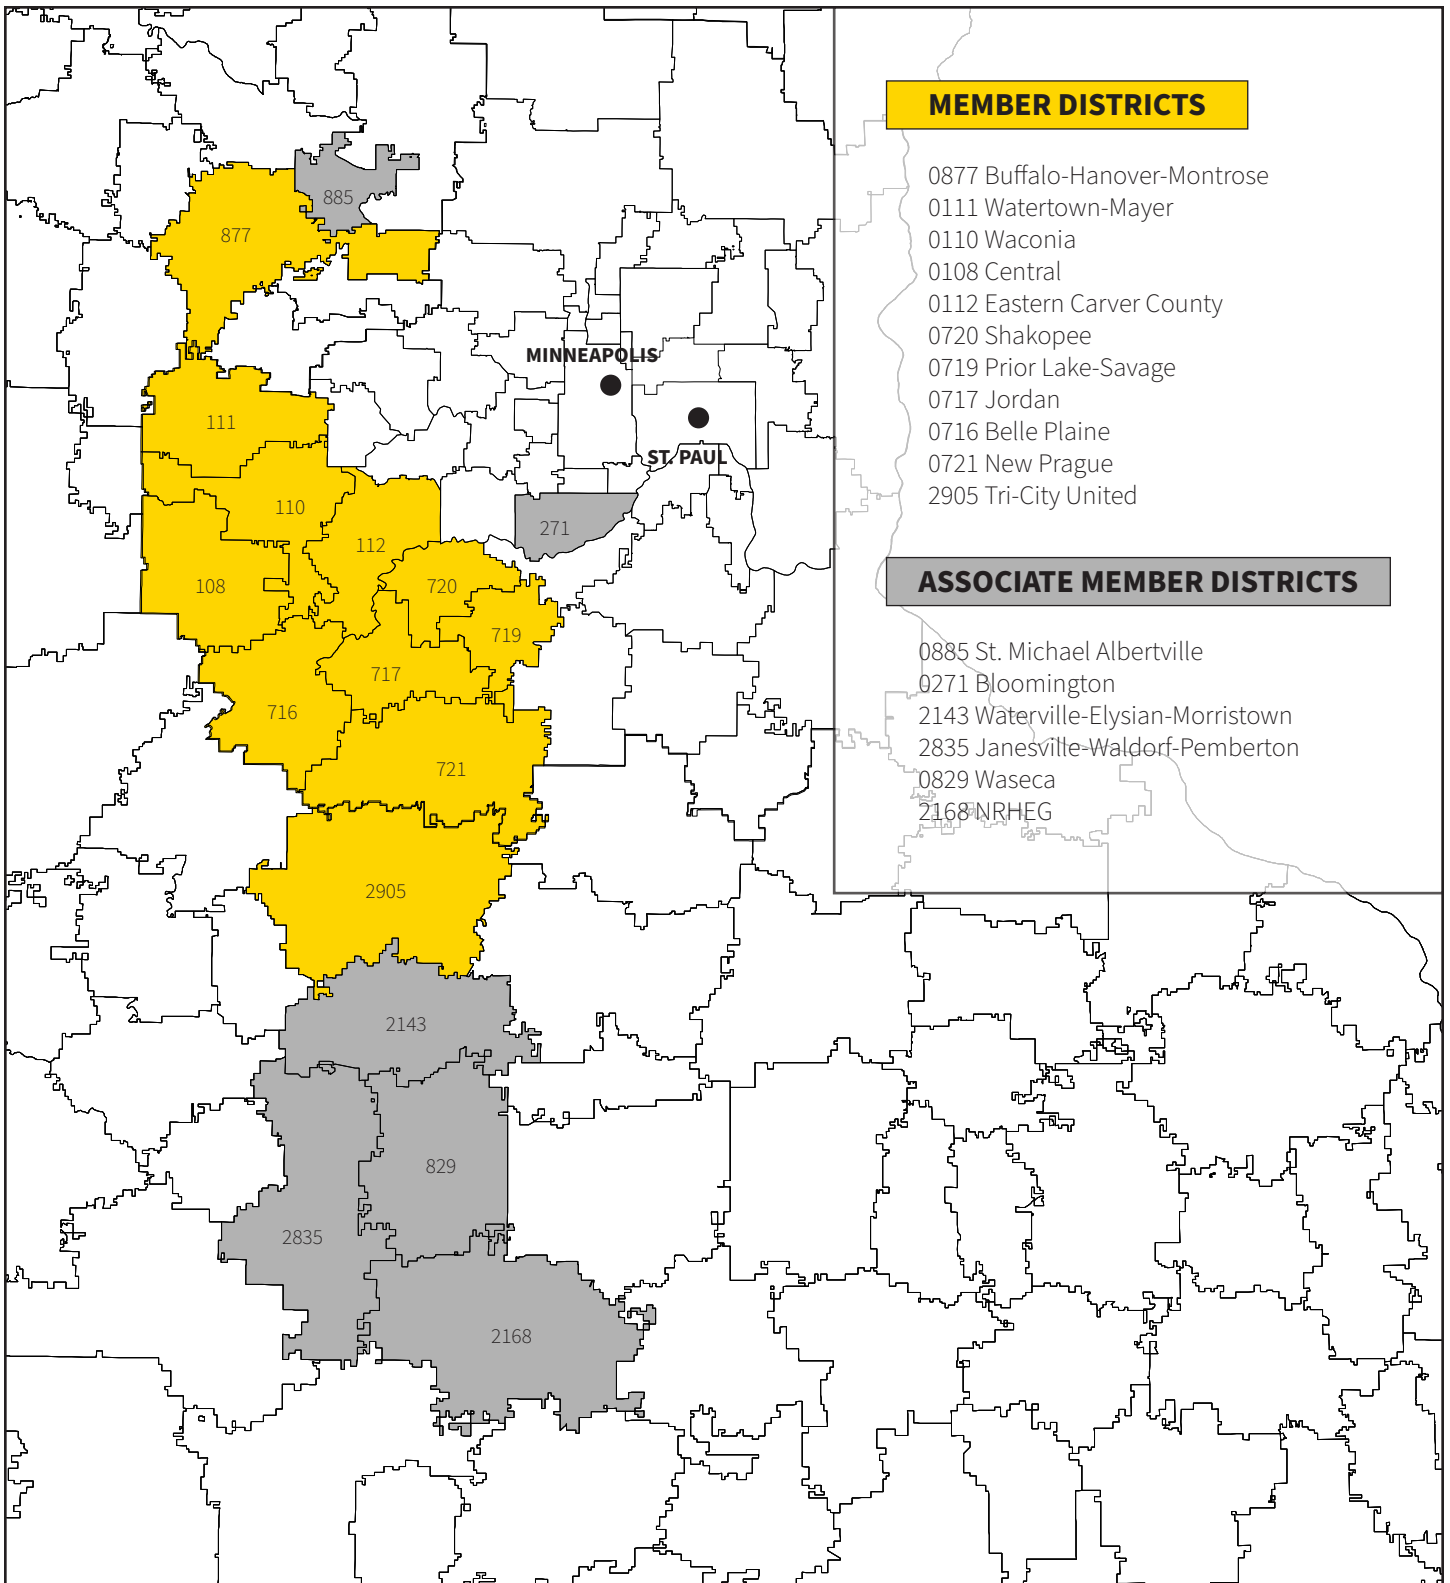 MEMBER DISTRICTS
0877 Buffalo-Hanover-Montrose
0111 Watertown-Mayer
0110 Waconia
0108 Central
0112 Eastern Carver County
0720 Shakopee
0719 Prior Lake-Savage
0717 Jordan
0716 Belle Plaine
0721 New Prague
2905 Tri-City United
ASSOCIATE MEMBER DISTRICTS
0885 St. Michael Albertville
0271 Bloomington
2143 Waterville-Elysian-Morristown
2835 Janesville-Waldorf-Pemberton
0829 Waseca
2168 NRHEG
885
877
MINNEAPOLIS
111
ST. PAUL
110
271
112
108
720
719
717
716
721
2905
2143
829
2835
2168